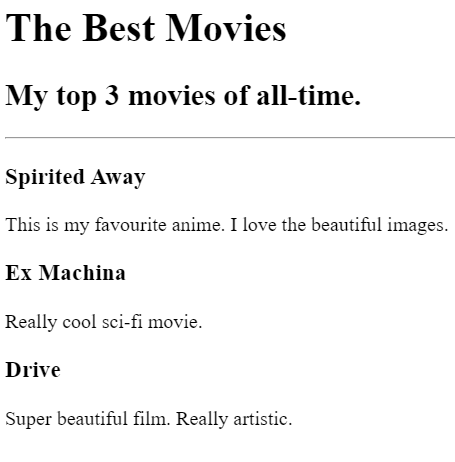 The Best Movies
My top 3 movies of all-time.
Spirited Away
This is my favourite anime. I love the beautiful images.
Ex Machina
Really cool sci-fi movie.
Drive
Super beautiful film. Really artistic.